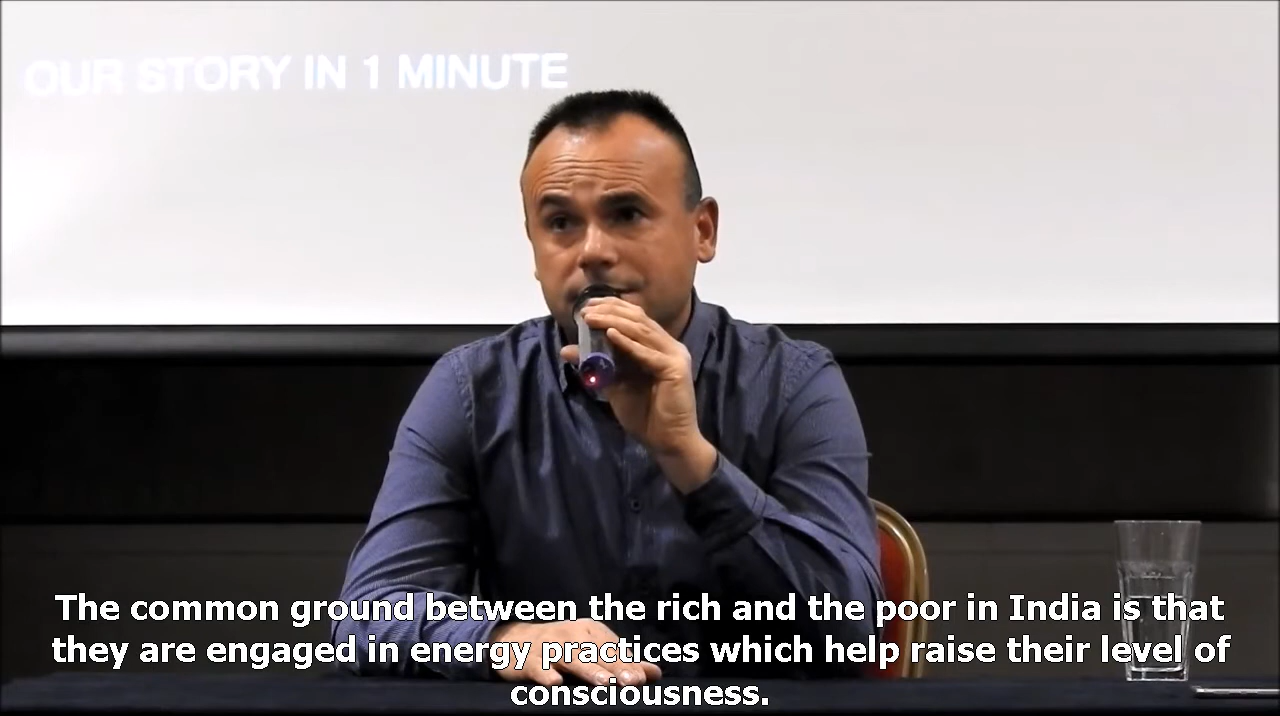 OUR STORY IN 1 MINUTE
The common ground between the rich and the poor in India is that
they are engaged in energy practices which help raise their level of
consciousness.